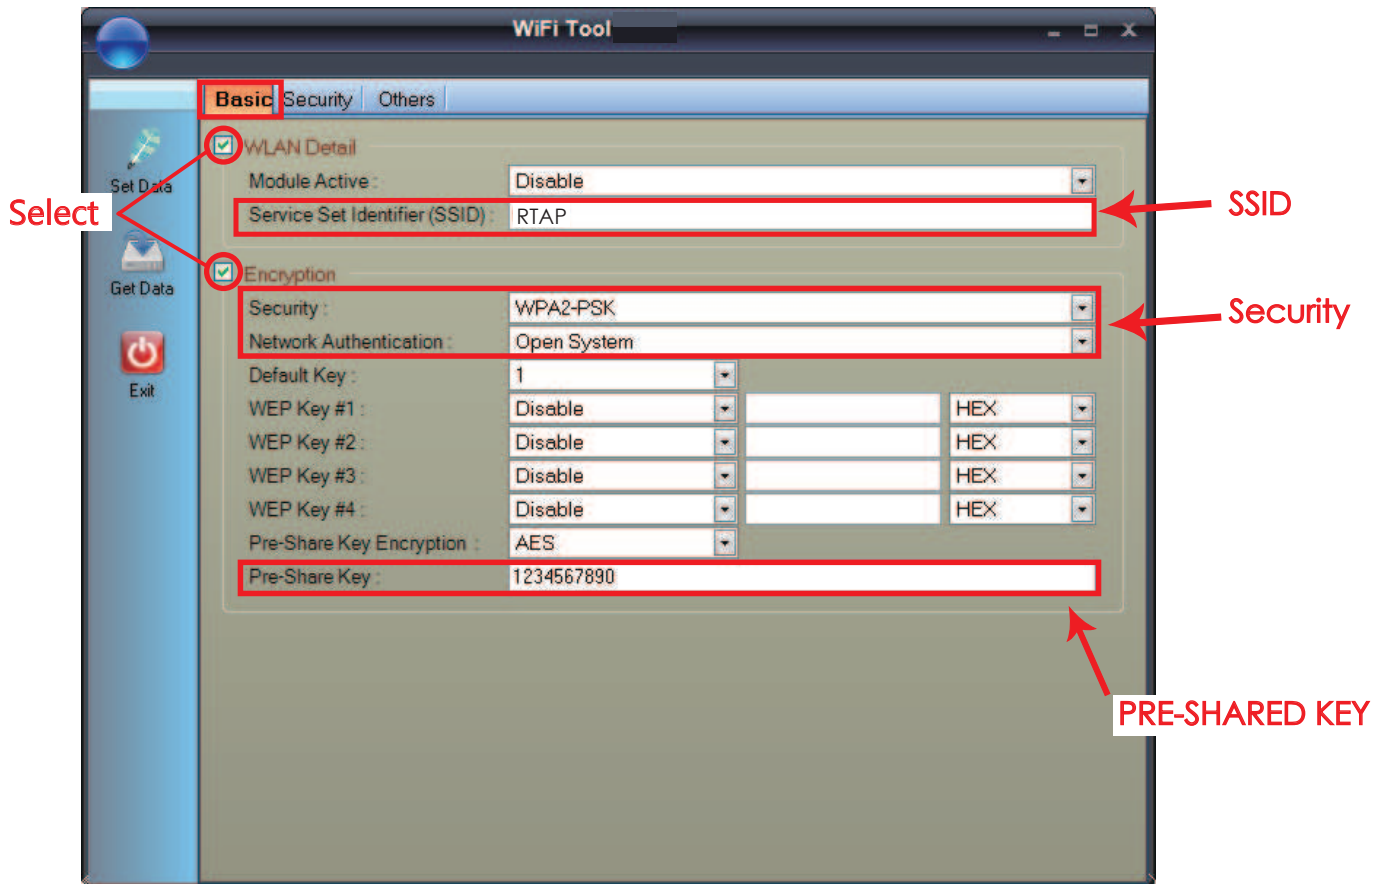 WiFi Tool
Basic Security Others
WLAN Detail
Set Data
Module Active : Disable
Select
Service Set Identifier (SSID) : RTAP
SSID
Encryption
Get Data
Security : WPA2-PSK
Security
Network Authentication : Open System
Default Key : 1
Exit
WEP Key #1 : Disable HEX
WEP Key #2 : Disable HEX
WEP Key #3 : Disable HEX
WEP Key #4 : Disable HEX
Pre-Share Key Encryption : AES
Pre-Share Key : 1234567890
PRE-SHARED KEY